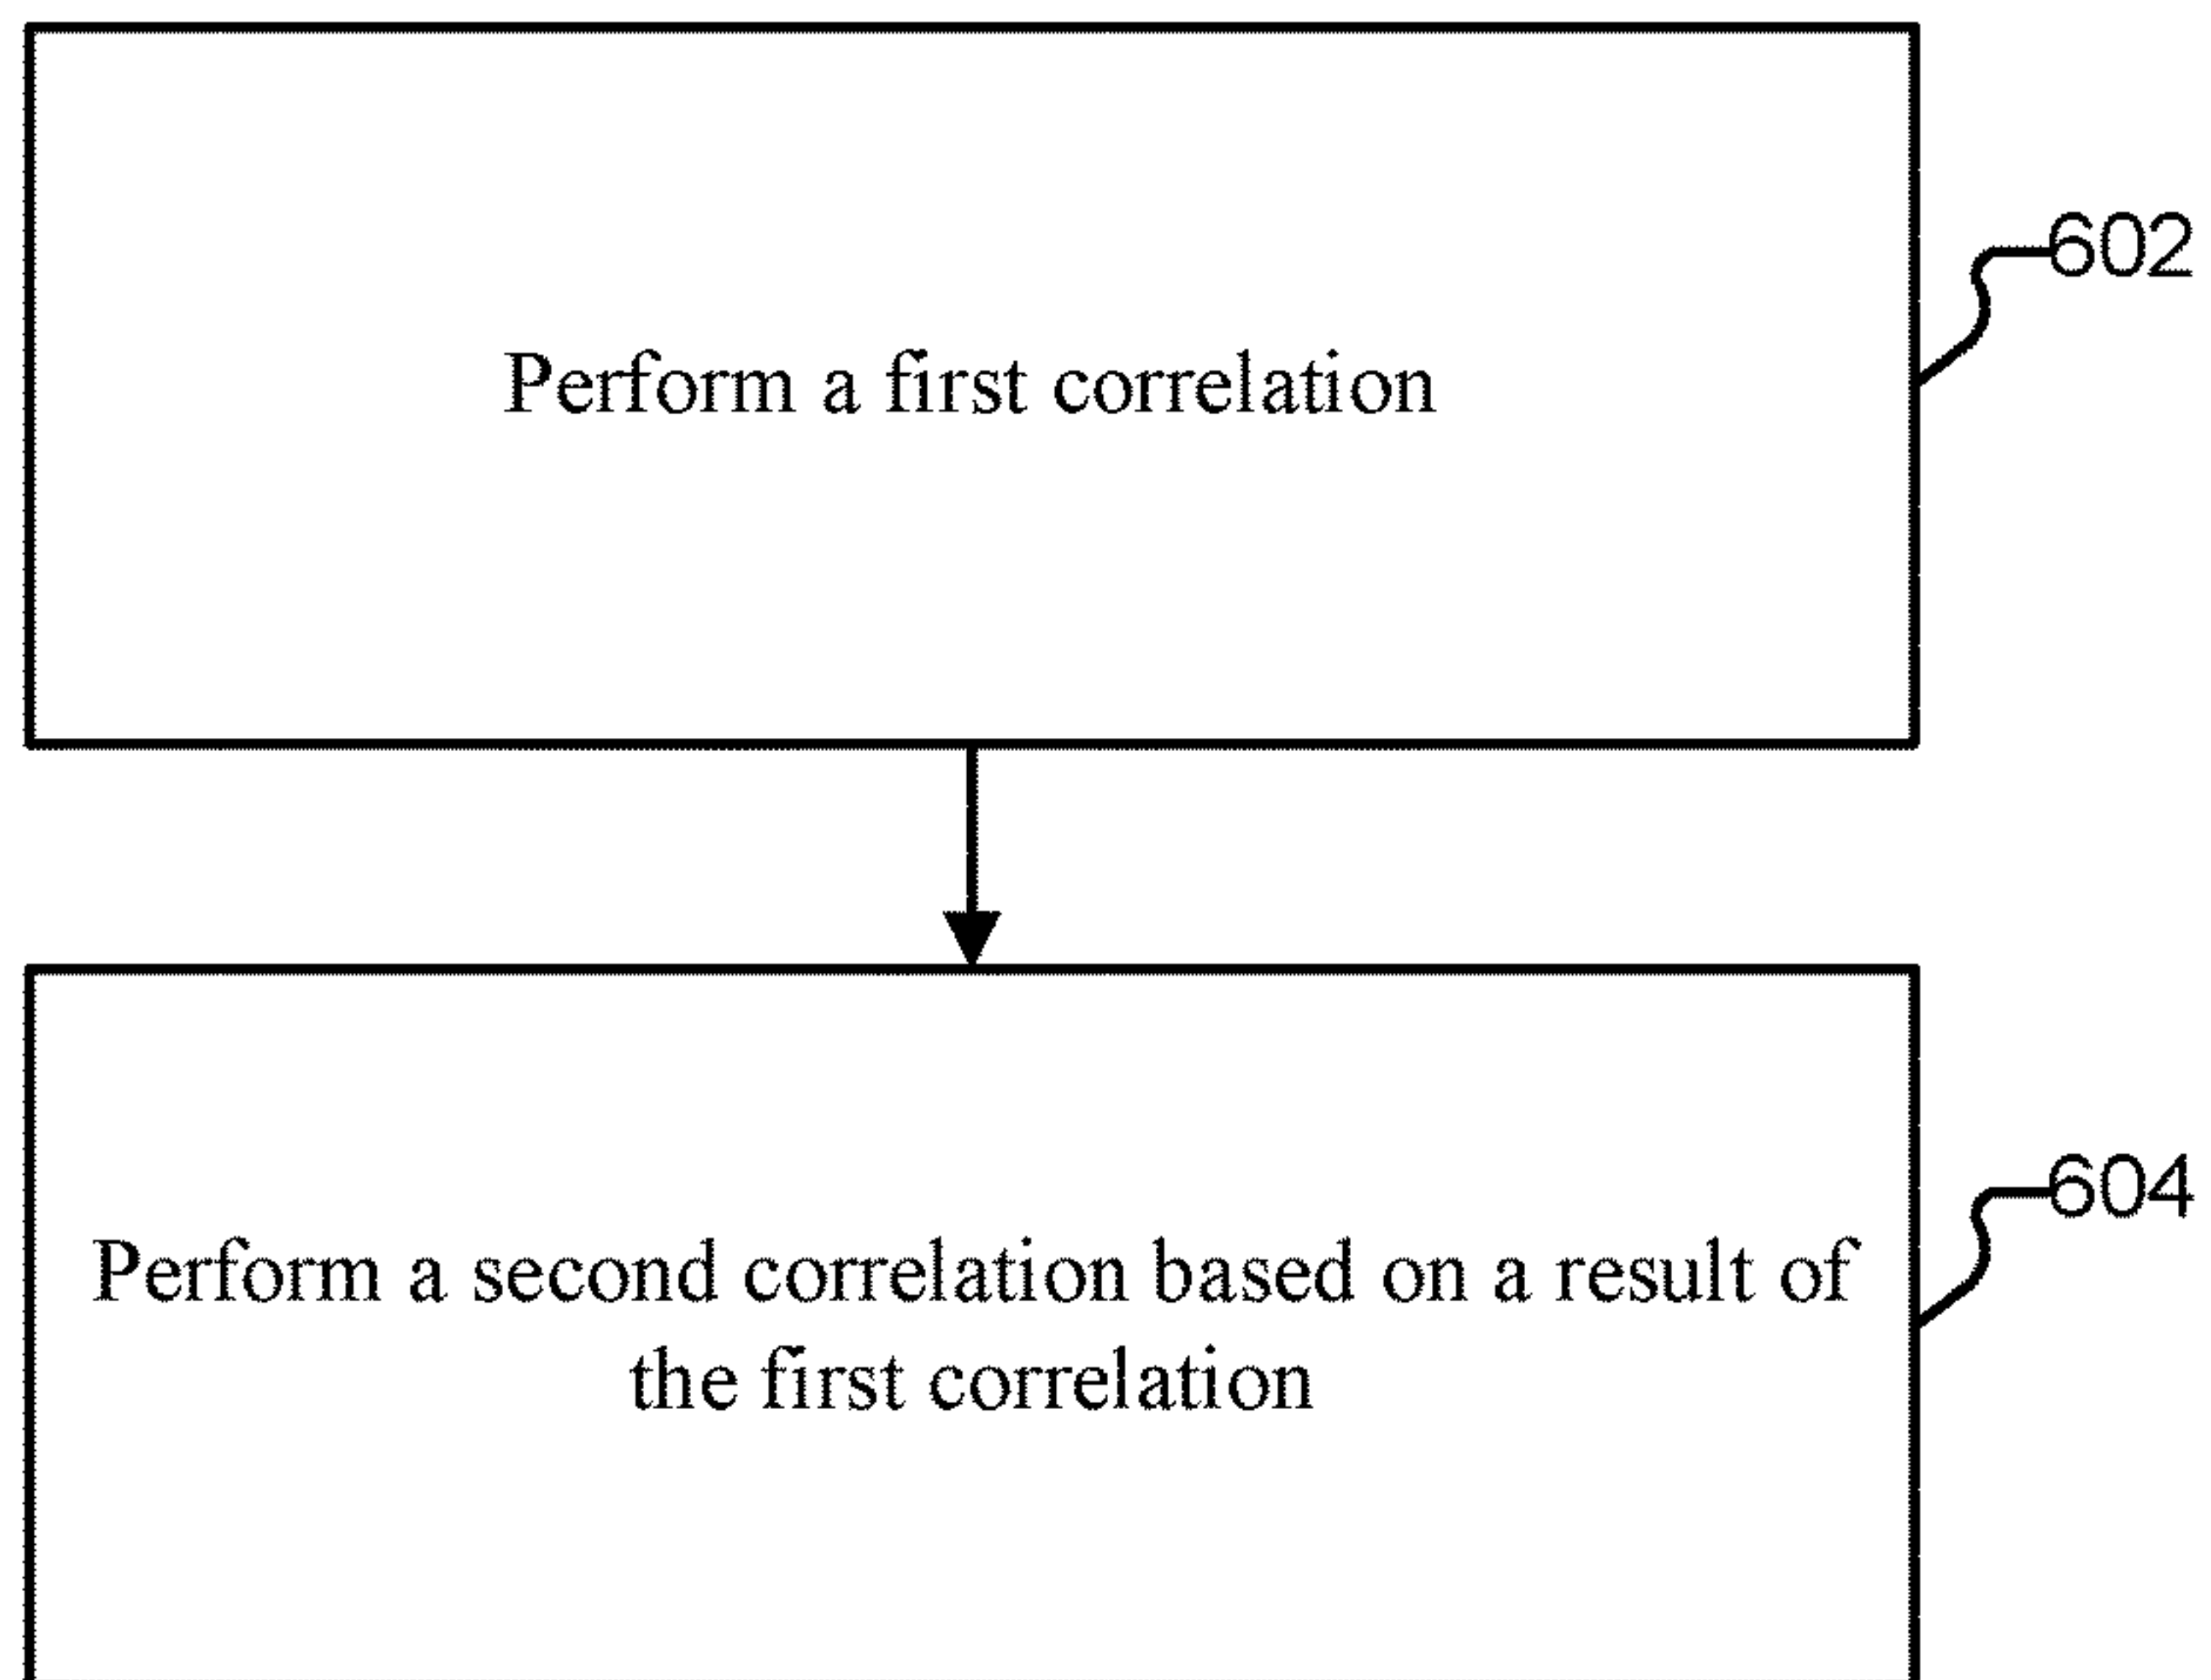 602
Perform a first correlation
604
Perform a second correlation based on a result of
the first correlation